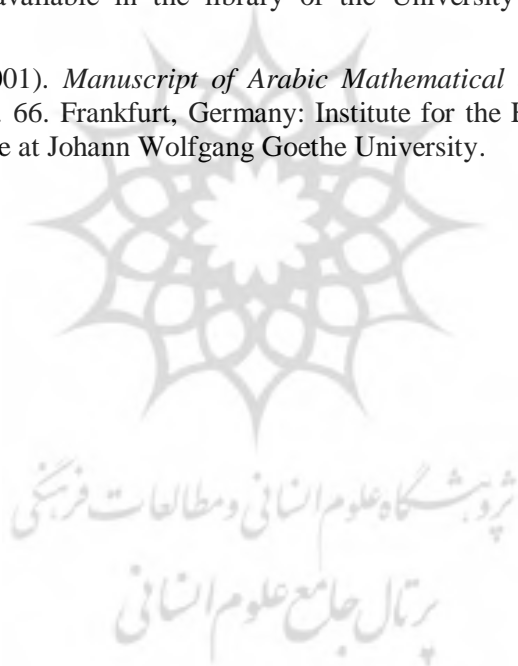 available in the library of the University
001). Manuscript of Arabic Mathematical
. 66. Frankfurt, Germany: Institute for the
e at Johann Wolfgang Goethe University.
پژوهشگاه علوم انسانی و مطالعات فرهنگی
پرتال جامع علوم انسانی